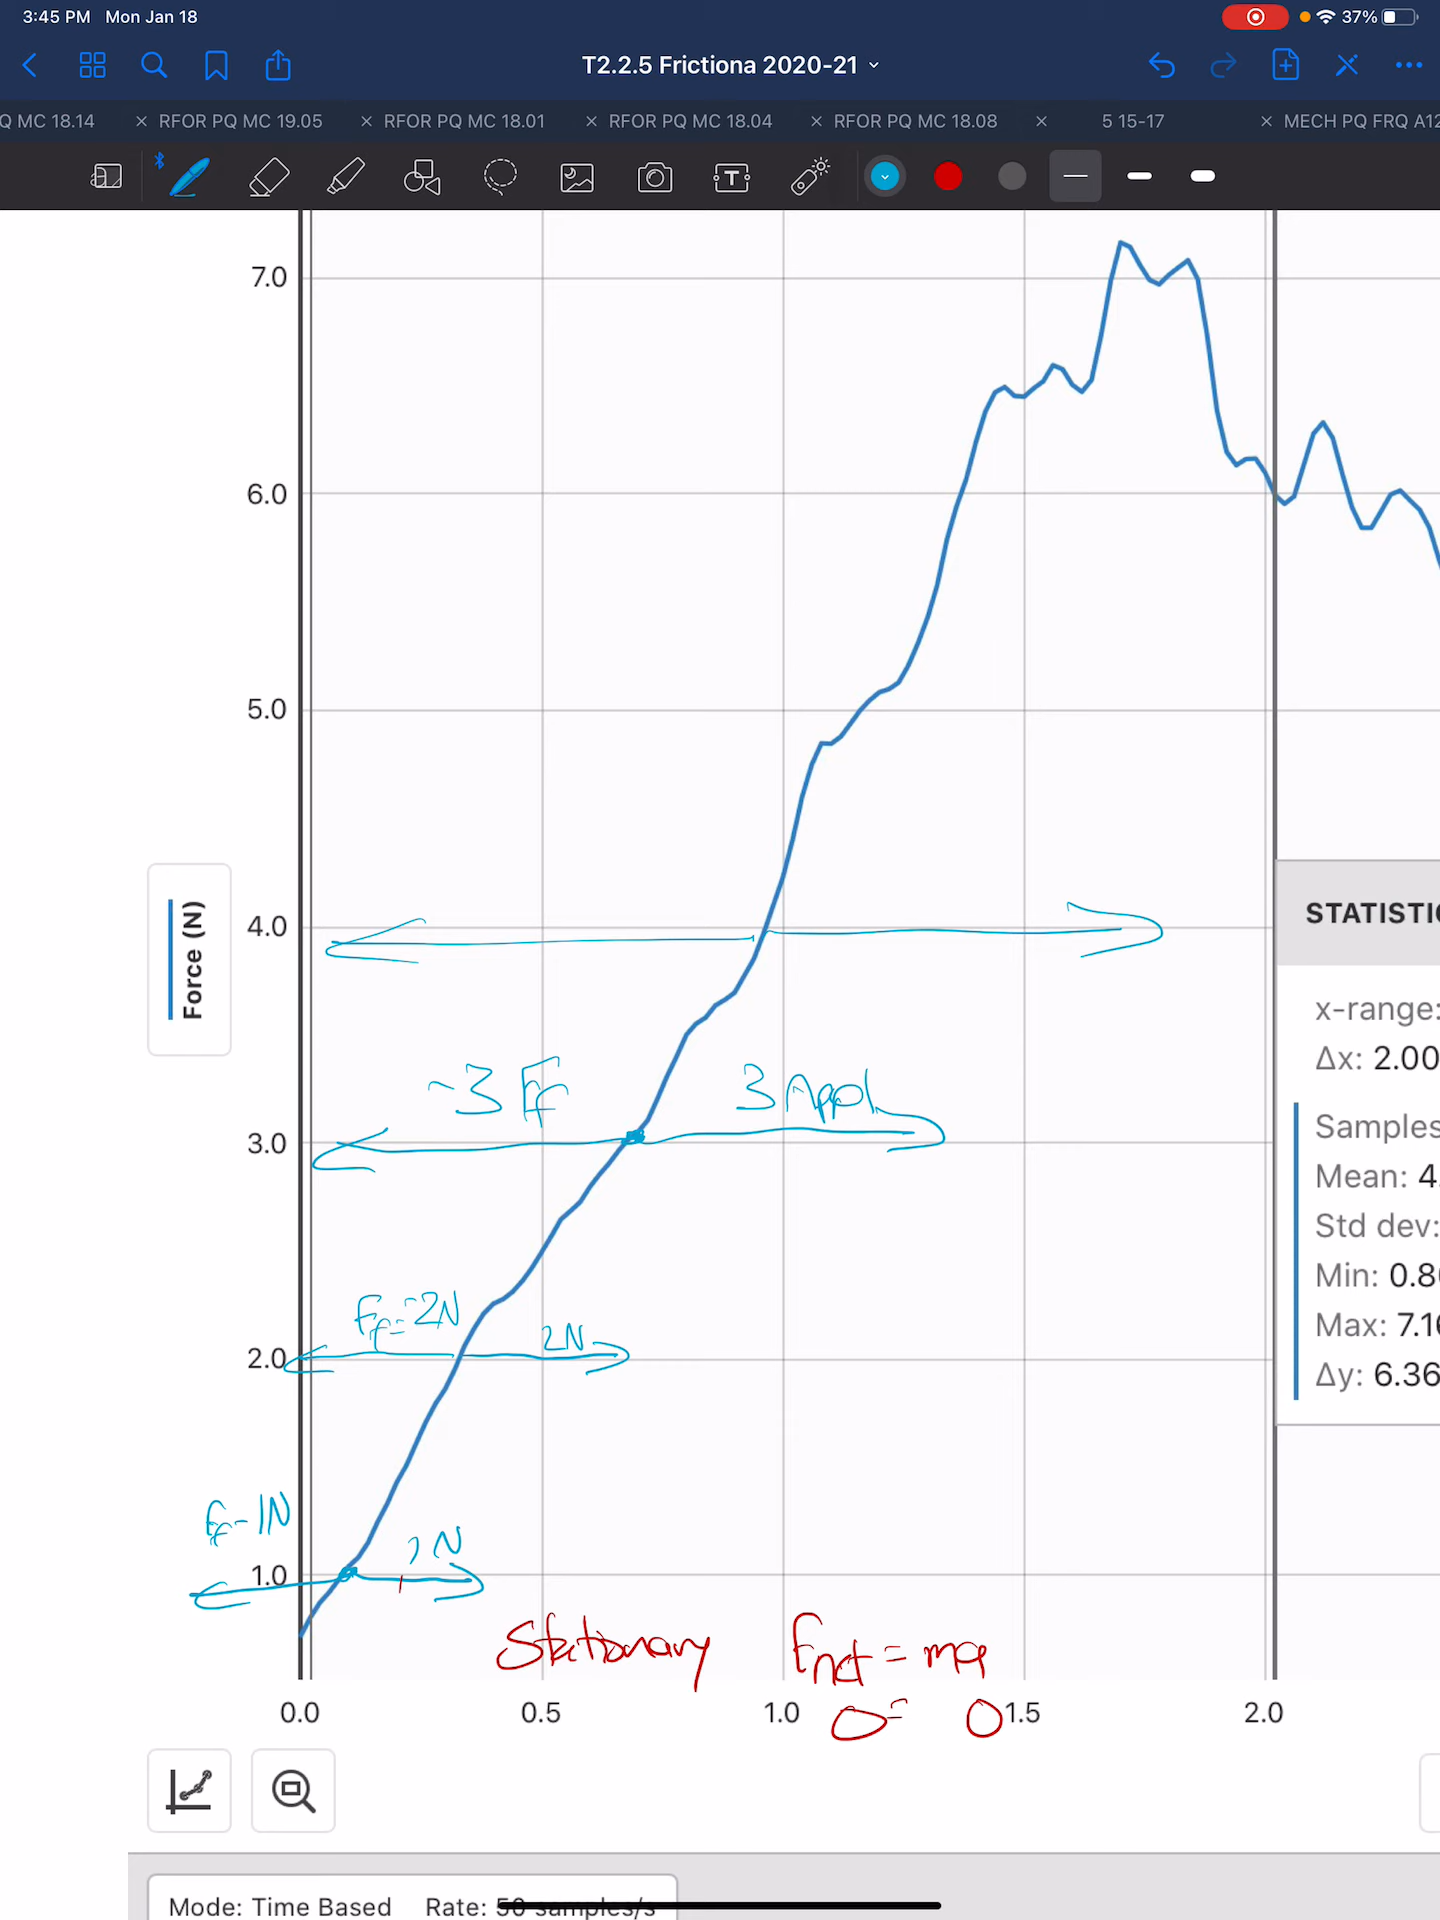 3:45 PM Mon Jan 18 37%
T2.2.5 Frictiona 2020-21
Q MC 18.14 × RFOR PQ MC 19.05 × RFOR PQ MC 18.01 × RFOR PQ MC 18.04 × RFOR PQ MC 18.08 × 5 15-17 × MECH PQ FRQ A12
7.0
6.0
5.0
4.0
Force (N)
STATISTIC
x-range:
Δx: 2.00
-3 Ff 3 Appl
3.0
Samples
Mean: 4.
Std dev:
Min: 0.8
Max: 7.1
Δy: 6.36
Ff=-2N 2N
2.0
Ff-1N
1N
1.0
Stationary Fnet = ma
0 = 0
0.0 0.5 1.0 1.5 2.0
Mode: Time Based Rate: 50 samples/s